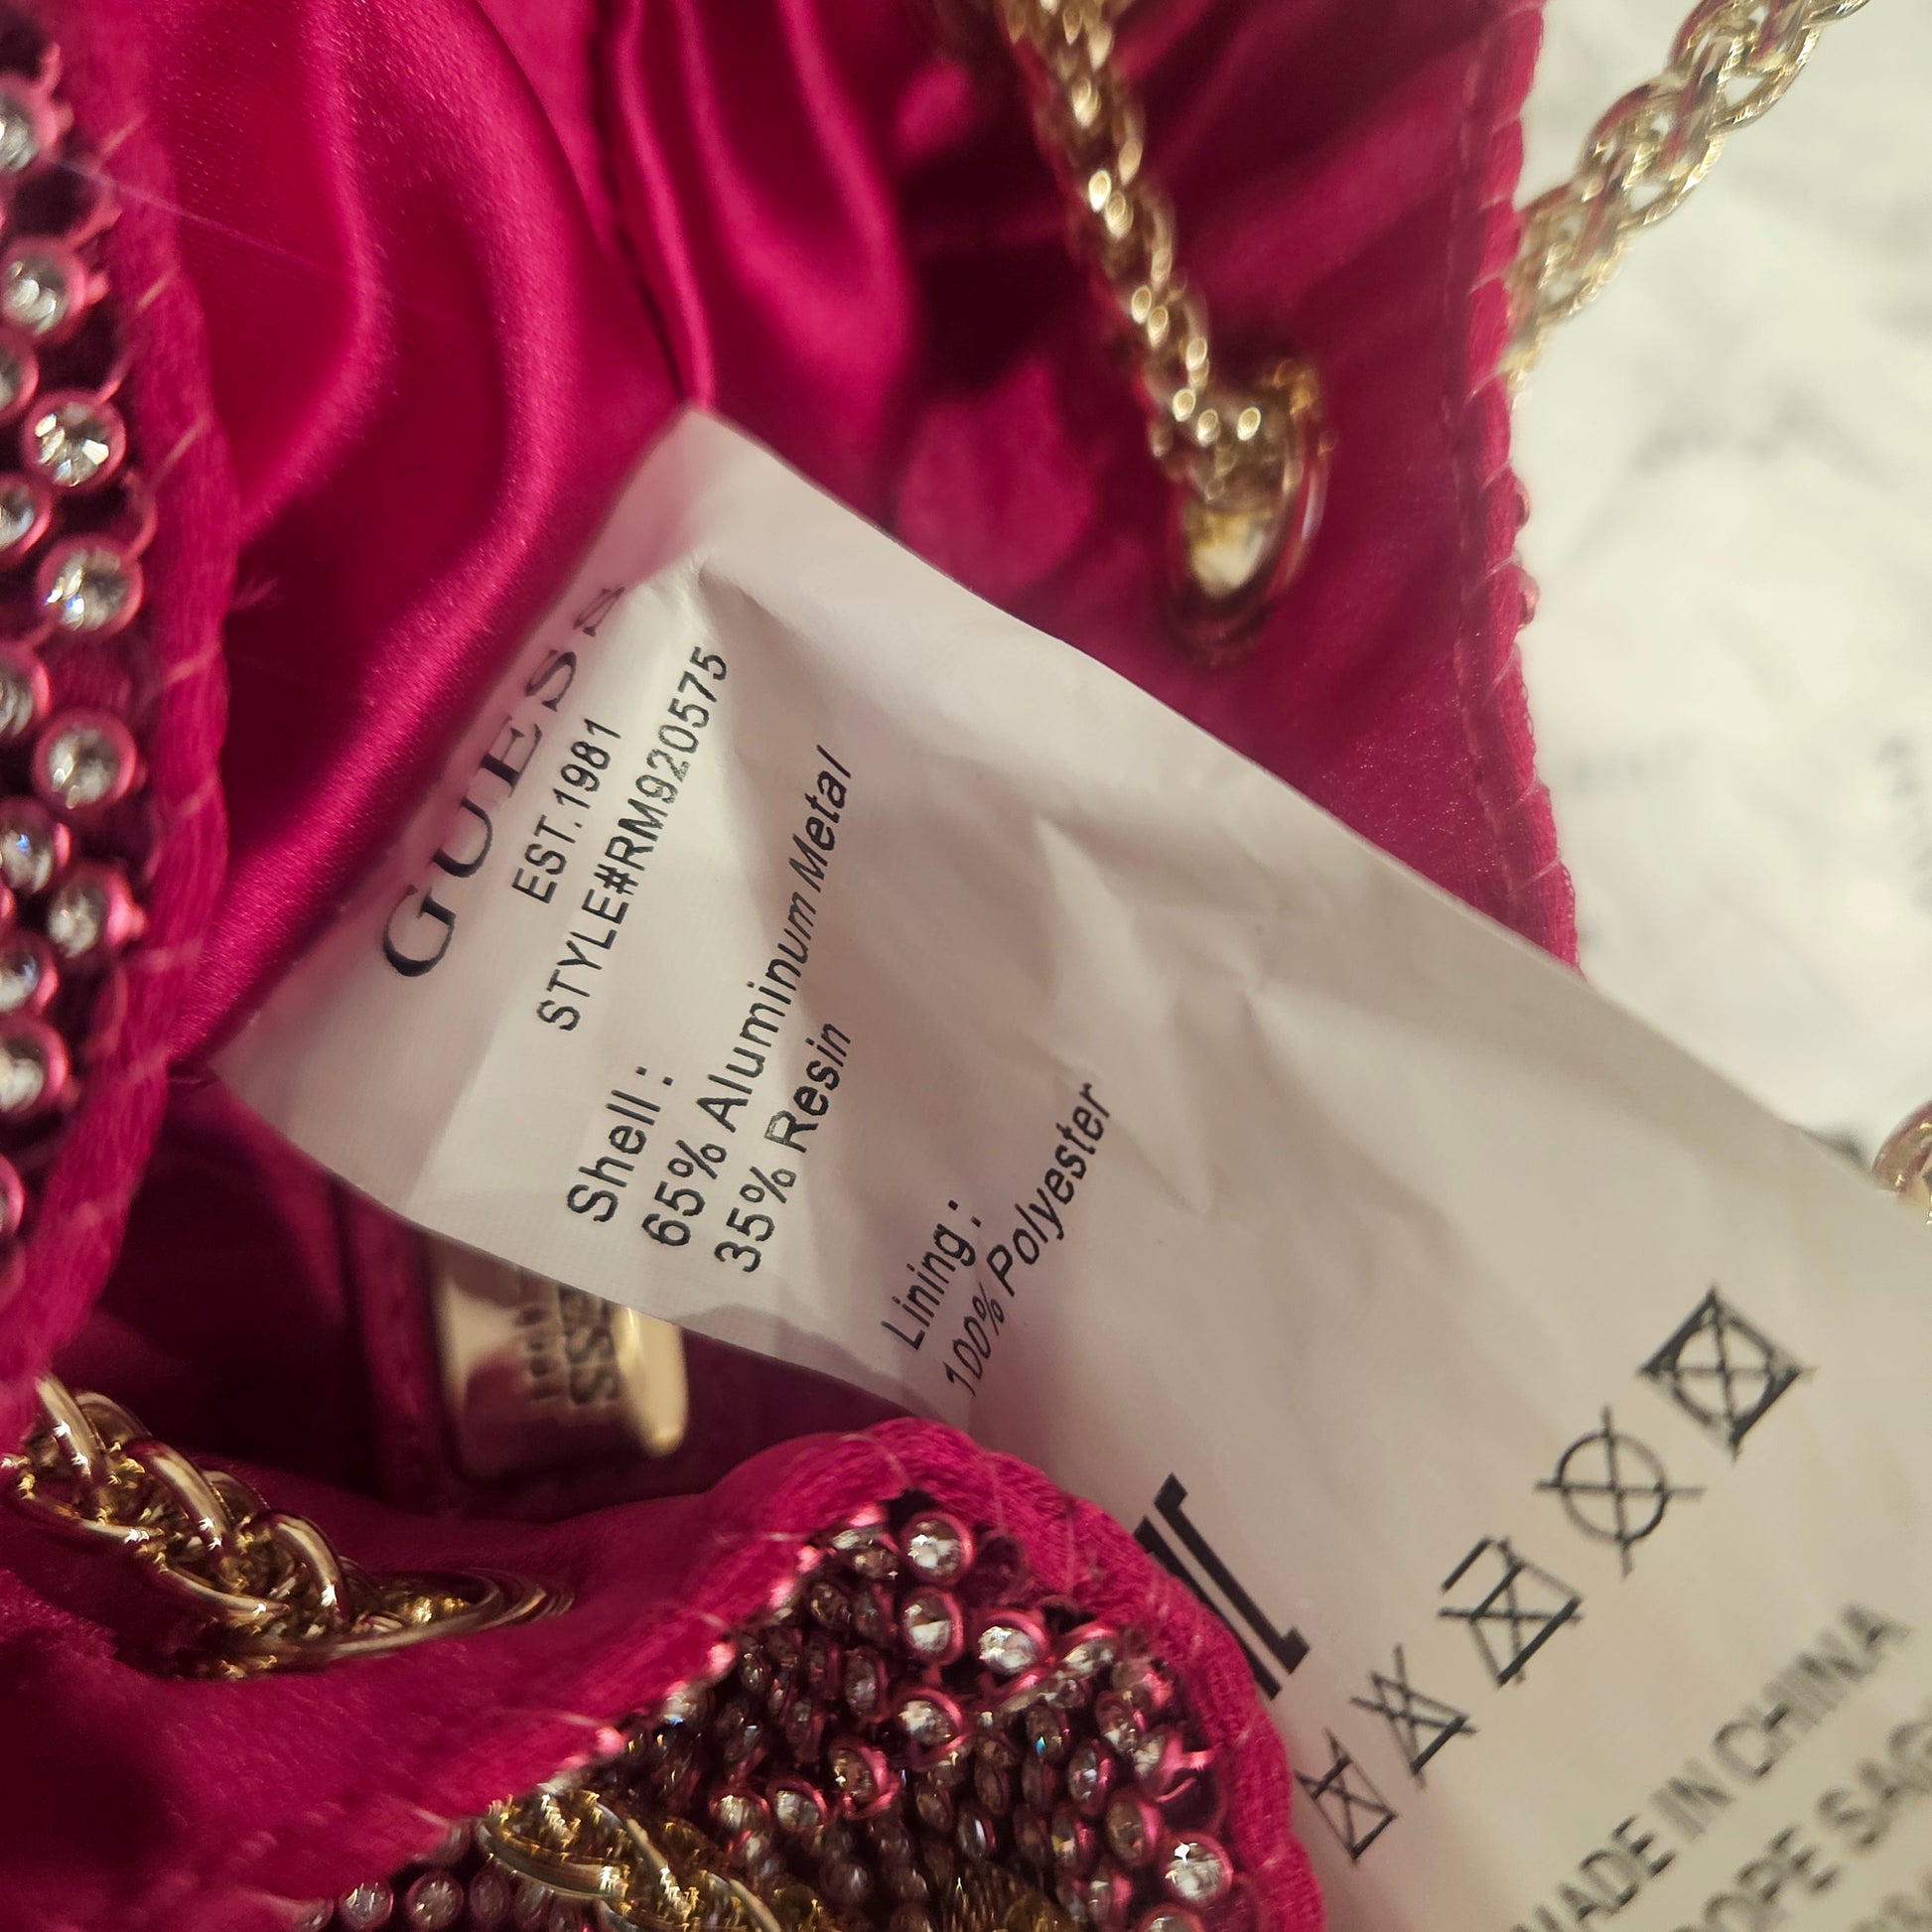 GUESS
EST.1981
STYLE#RM920575
Shell :
65% Aluminum Metal
35% Resin
Lining :
100% Polyester
MADE IN CHINA